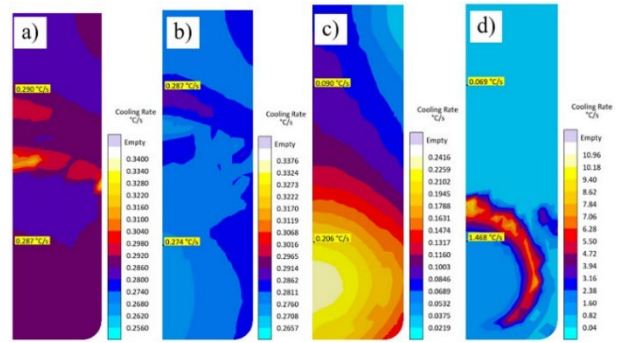 a)
0.290 °C/s
0.287 °C/s
Cooling Rate
°C/s
Empty
0.3400
0.3340
0.3280
0.3220
0.3160
0.3100
0.3040
0.2980
0.2920
0.2860
0.2800
0.2740
0.2680
0.2620
0.2560
b)
0.287 °C/s
0.274 °C/s
Cooling Rate
°C/s
Empty
0.3376
0.3324
0.3273
0.3222
0.3170
0.3119
0.3068
0.3016
0.2965
0.2914
0.2862
0.2811
0.2760
0.2708
0.2657
c)
0.090 °C/s
0.206 °C/s
Cooling Rate
°C/s
Empty
0.2416
0.2259
0.2102
0.1945
0.1788
0.1631
0.1474
0.1317
0.1160
0.1003
0.0846
0.0689
0.0532
0.0375
0.0219
d)
0.069 °C/s
1.468 °C/s
Cooling Rate
°C/s
Empty
10.96
10.18
9.40
8.62
7.84
7.06
6.28
5.50
4.72
3.94
3.16
2.38
1.60
0.82
0.04